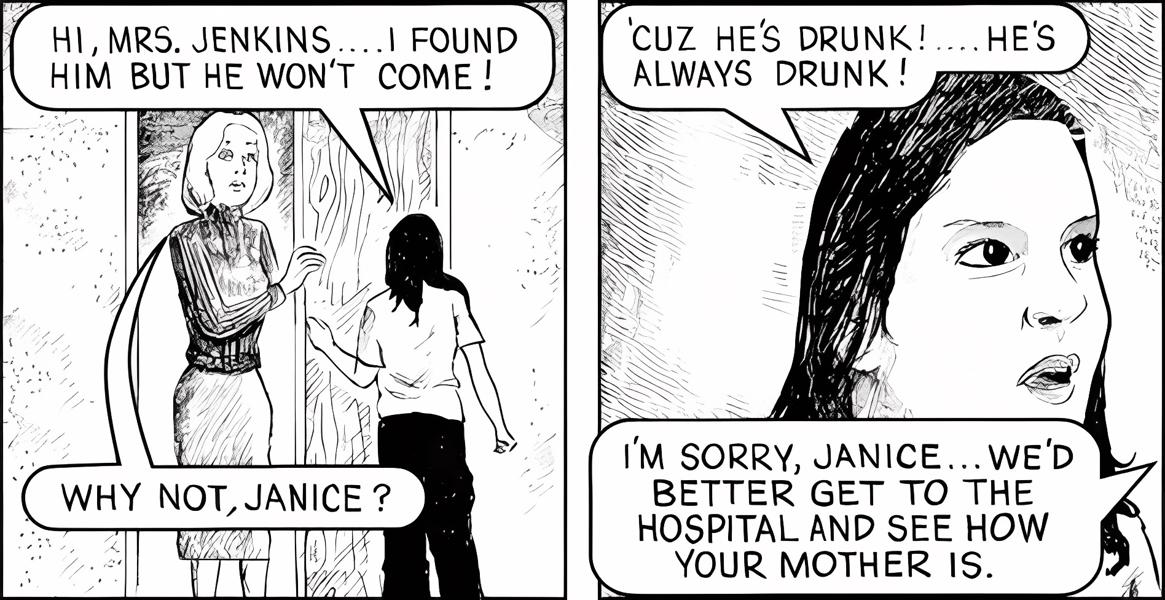 HI, MRS. JENKINS....I FOUND
HIM BUT HE WON'T COME!
WHY NOT, JANICE?
'CUZ HE'S DRUNK!....HE'S
ALWAYS DRUNK!
I'M SORRY, JANICE...WE'D
BETTER GET TO THE
HOSPITAL AND SEE HOW
YOUR MOTHER IS.